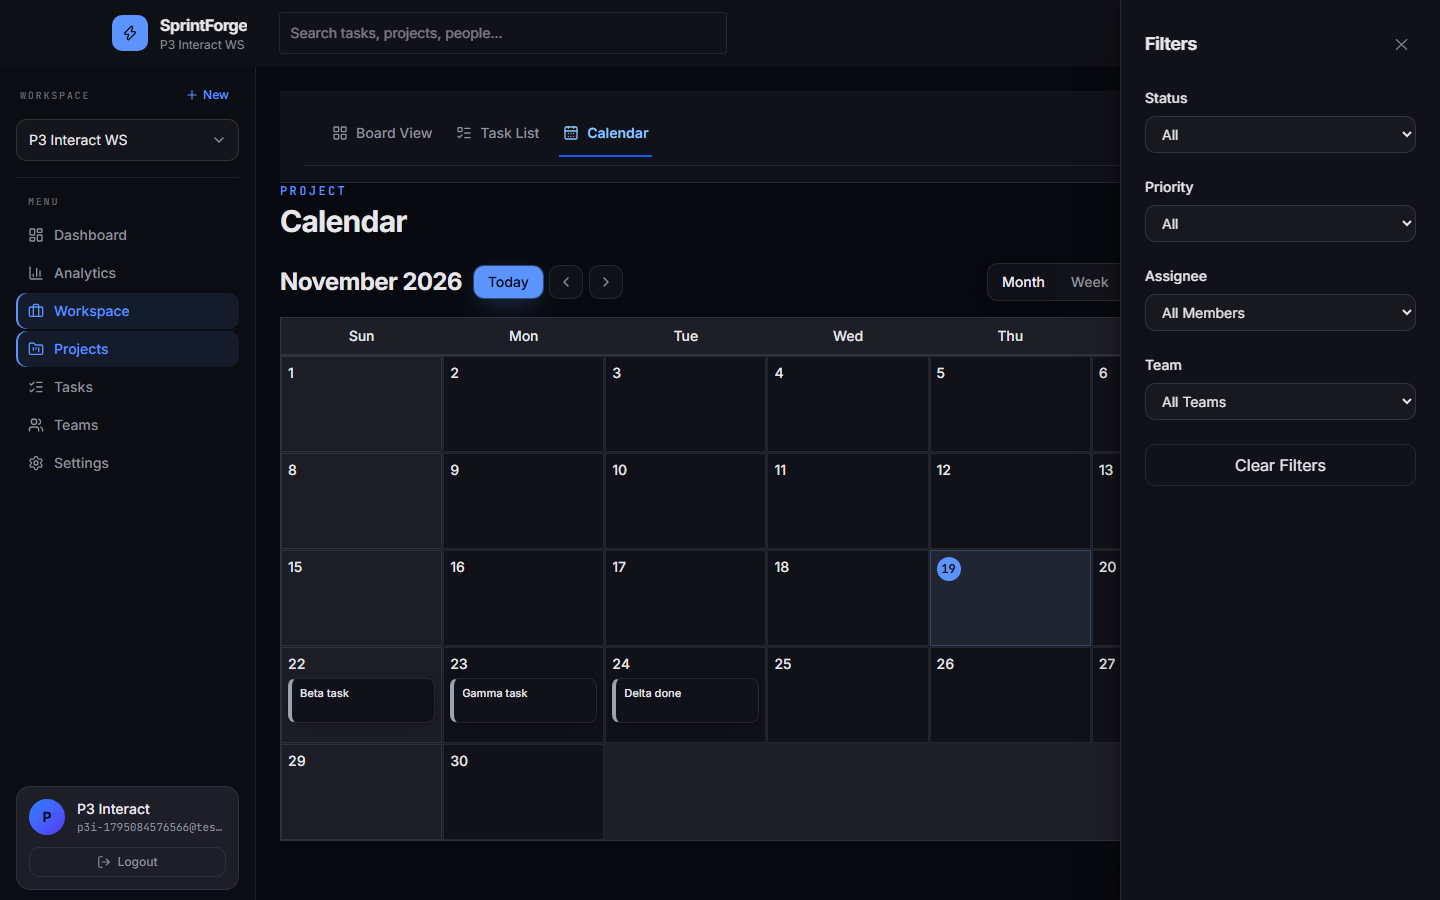 SprintForge
P3 Interact WS
Search tasks, projects, people...
WORKSPACE
New
P3 Interact WS
MENU
Dashboard
Analytics
Workspace
Projects
Tasks
Teams
Settings
P3 Interact
p3i-1795084576566@tes...
Logout
Board View
Task List
Calendar
PROJECT
Calendar
November 2026
Today
Month
Week
Sun Mon Tue Wed Thu
1 2 3 4 5 6
8 9 10 11 12 13
15 16 17 18 19 20
22 23 24 25 26 27
Beta task
Gamma task
Delta done
29 30
Filters
Status
All
Priority
All
Assignee
All Members
Team
All Teams
Clear Filters
P